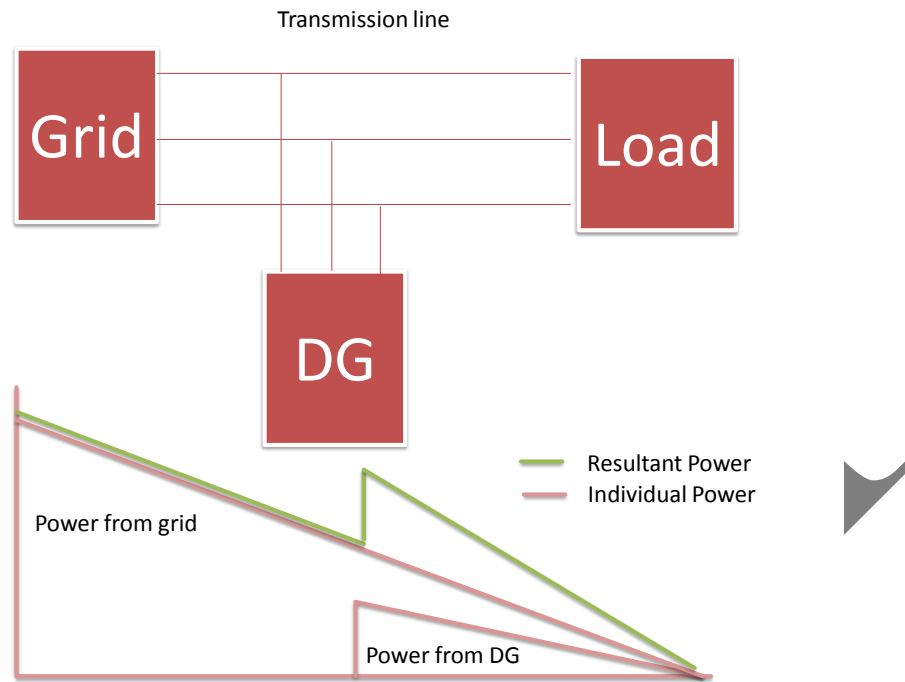 Transmission line
Grid
Load
DG
Resultant Power
Individual Power
Power from grid
Power from DG